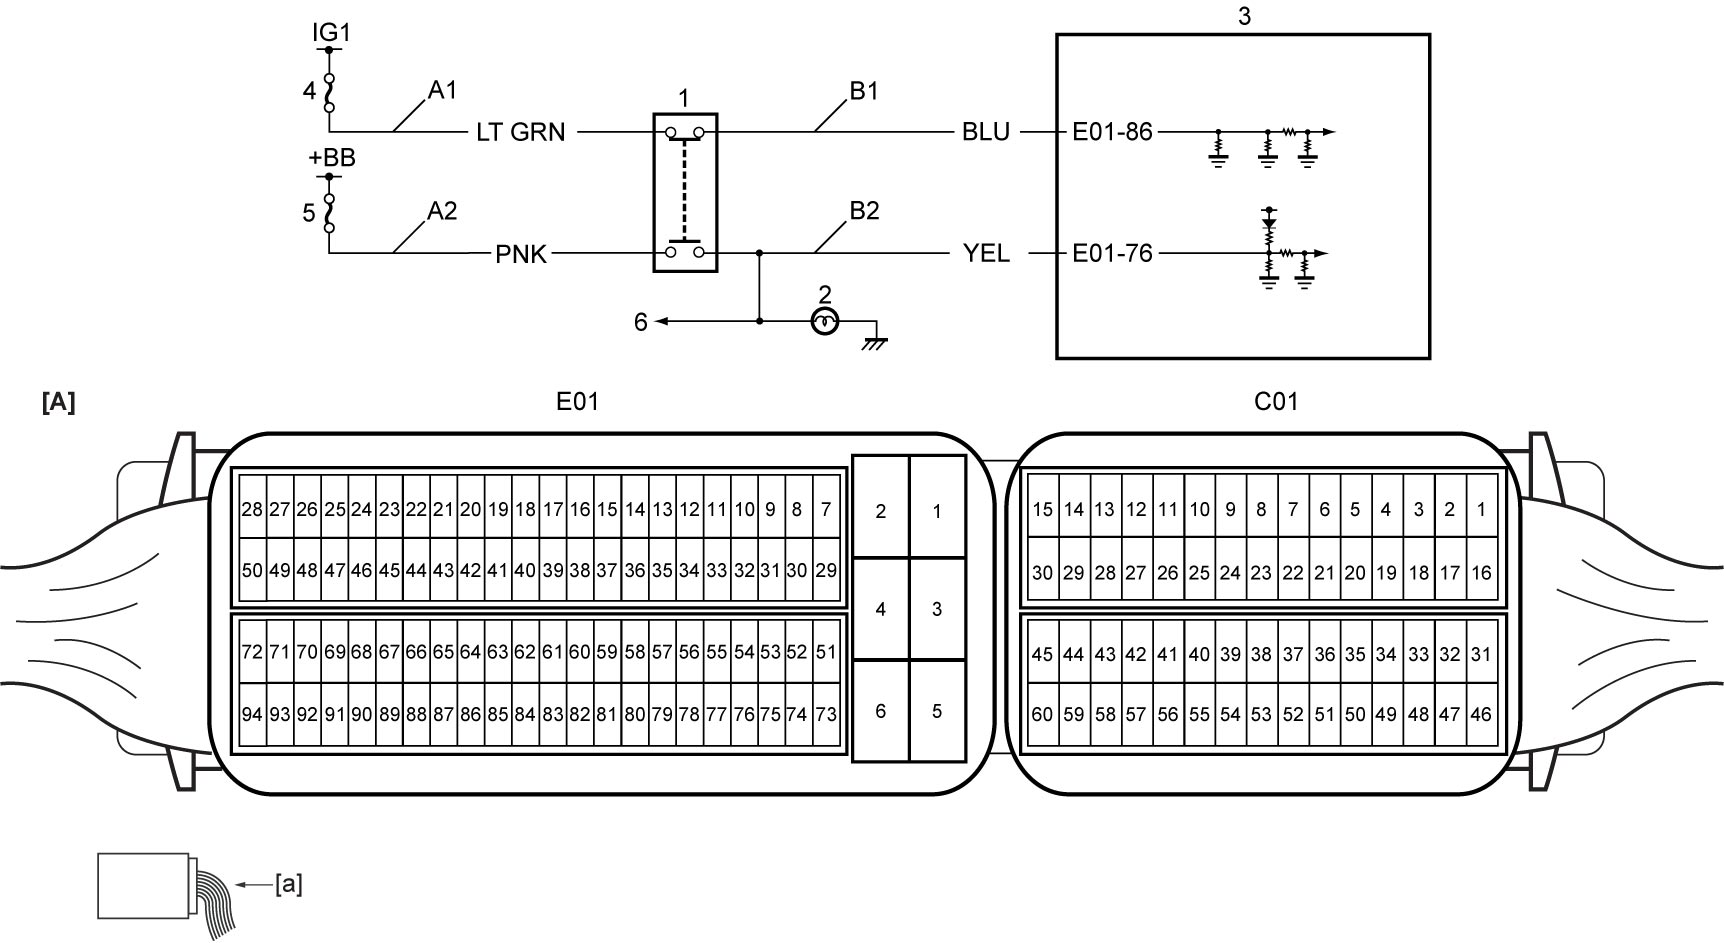 3
IG1
4 A1 1 B1
LT GRN BLU E01-86
+BB
5 A2 B2
PNK YEL E01-76
2
6
[A] E01 C01
28 27 26 25 24 23 22 21 20 19 18 17 16 15 14 13 12 11 10 9 8 7 2 1 15 14 13 12 11 10 9 8 7 6 5 4 3 2 1
50 49 48 47 46 45 44 43 42 41 40 39 38 37 36 35 34 33 32 31 30 29 30 29 28 27 26 25 24 23 22 21 20 19 18 17 16
4 3
72 71 70 69 68 67 66 65 64 63 62 61 60 59 58 57 56 55 54 53 52 51 45 44 43 42 41 40 39 38 37 36 35 34 33 32 31
94 93 92 91 90 89 88 87 86 85 84 83 82 81 80 79 78 77 76 75 74 73 6 5 60 59 58 57 56 55 54 53 52 51 50 49 48 47 46
[a]